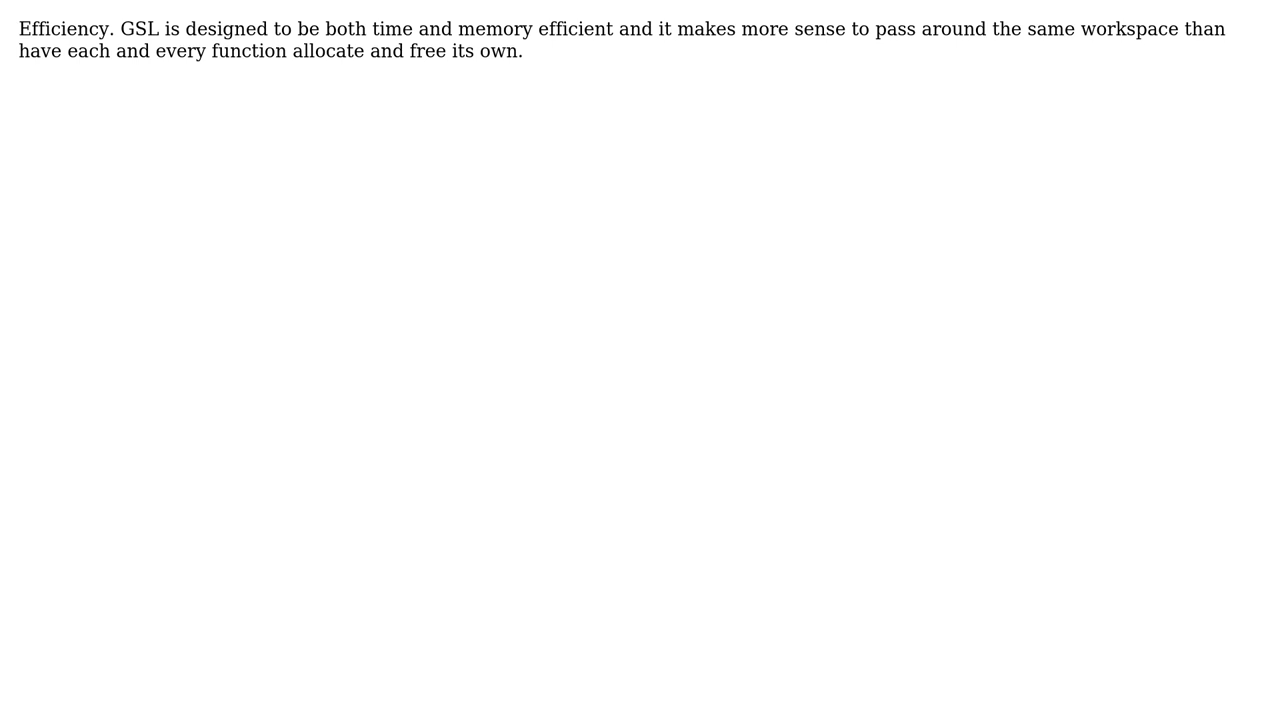 Efficiency. GSL is designed to be both time and memory efficient and it makes more sense to pass around the same workspace than
have each and every function allocate and free its own.